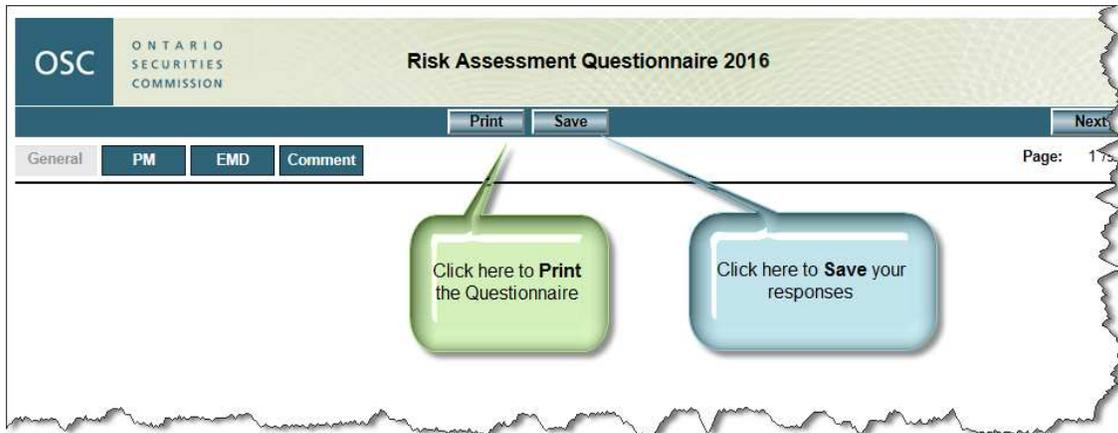 OSC
ONTARIO
SECURITIES
COMMISSION
Risk Assessment Questionnaire 2016
Print
Save
Next
General
PM
EMD
Comment
Page: 1
Click here to Print
the Questionnaire
Click here to Save your
responses